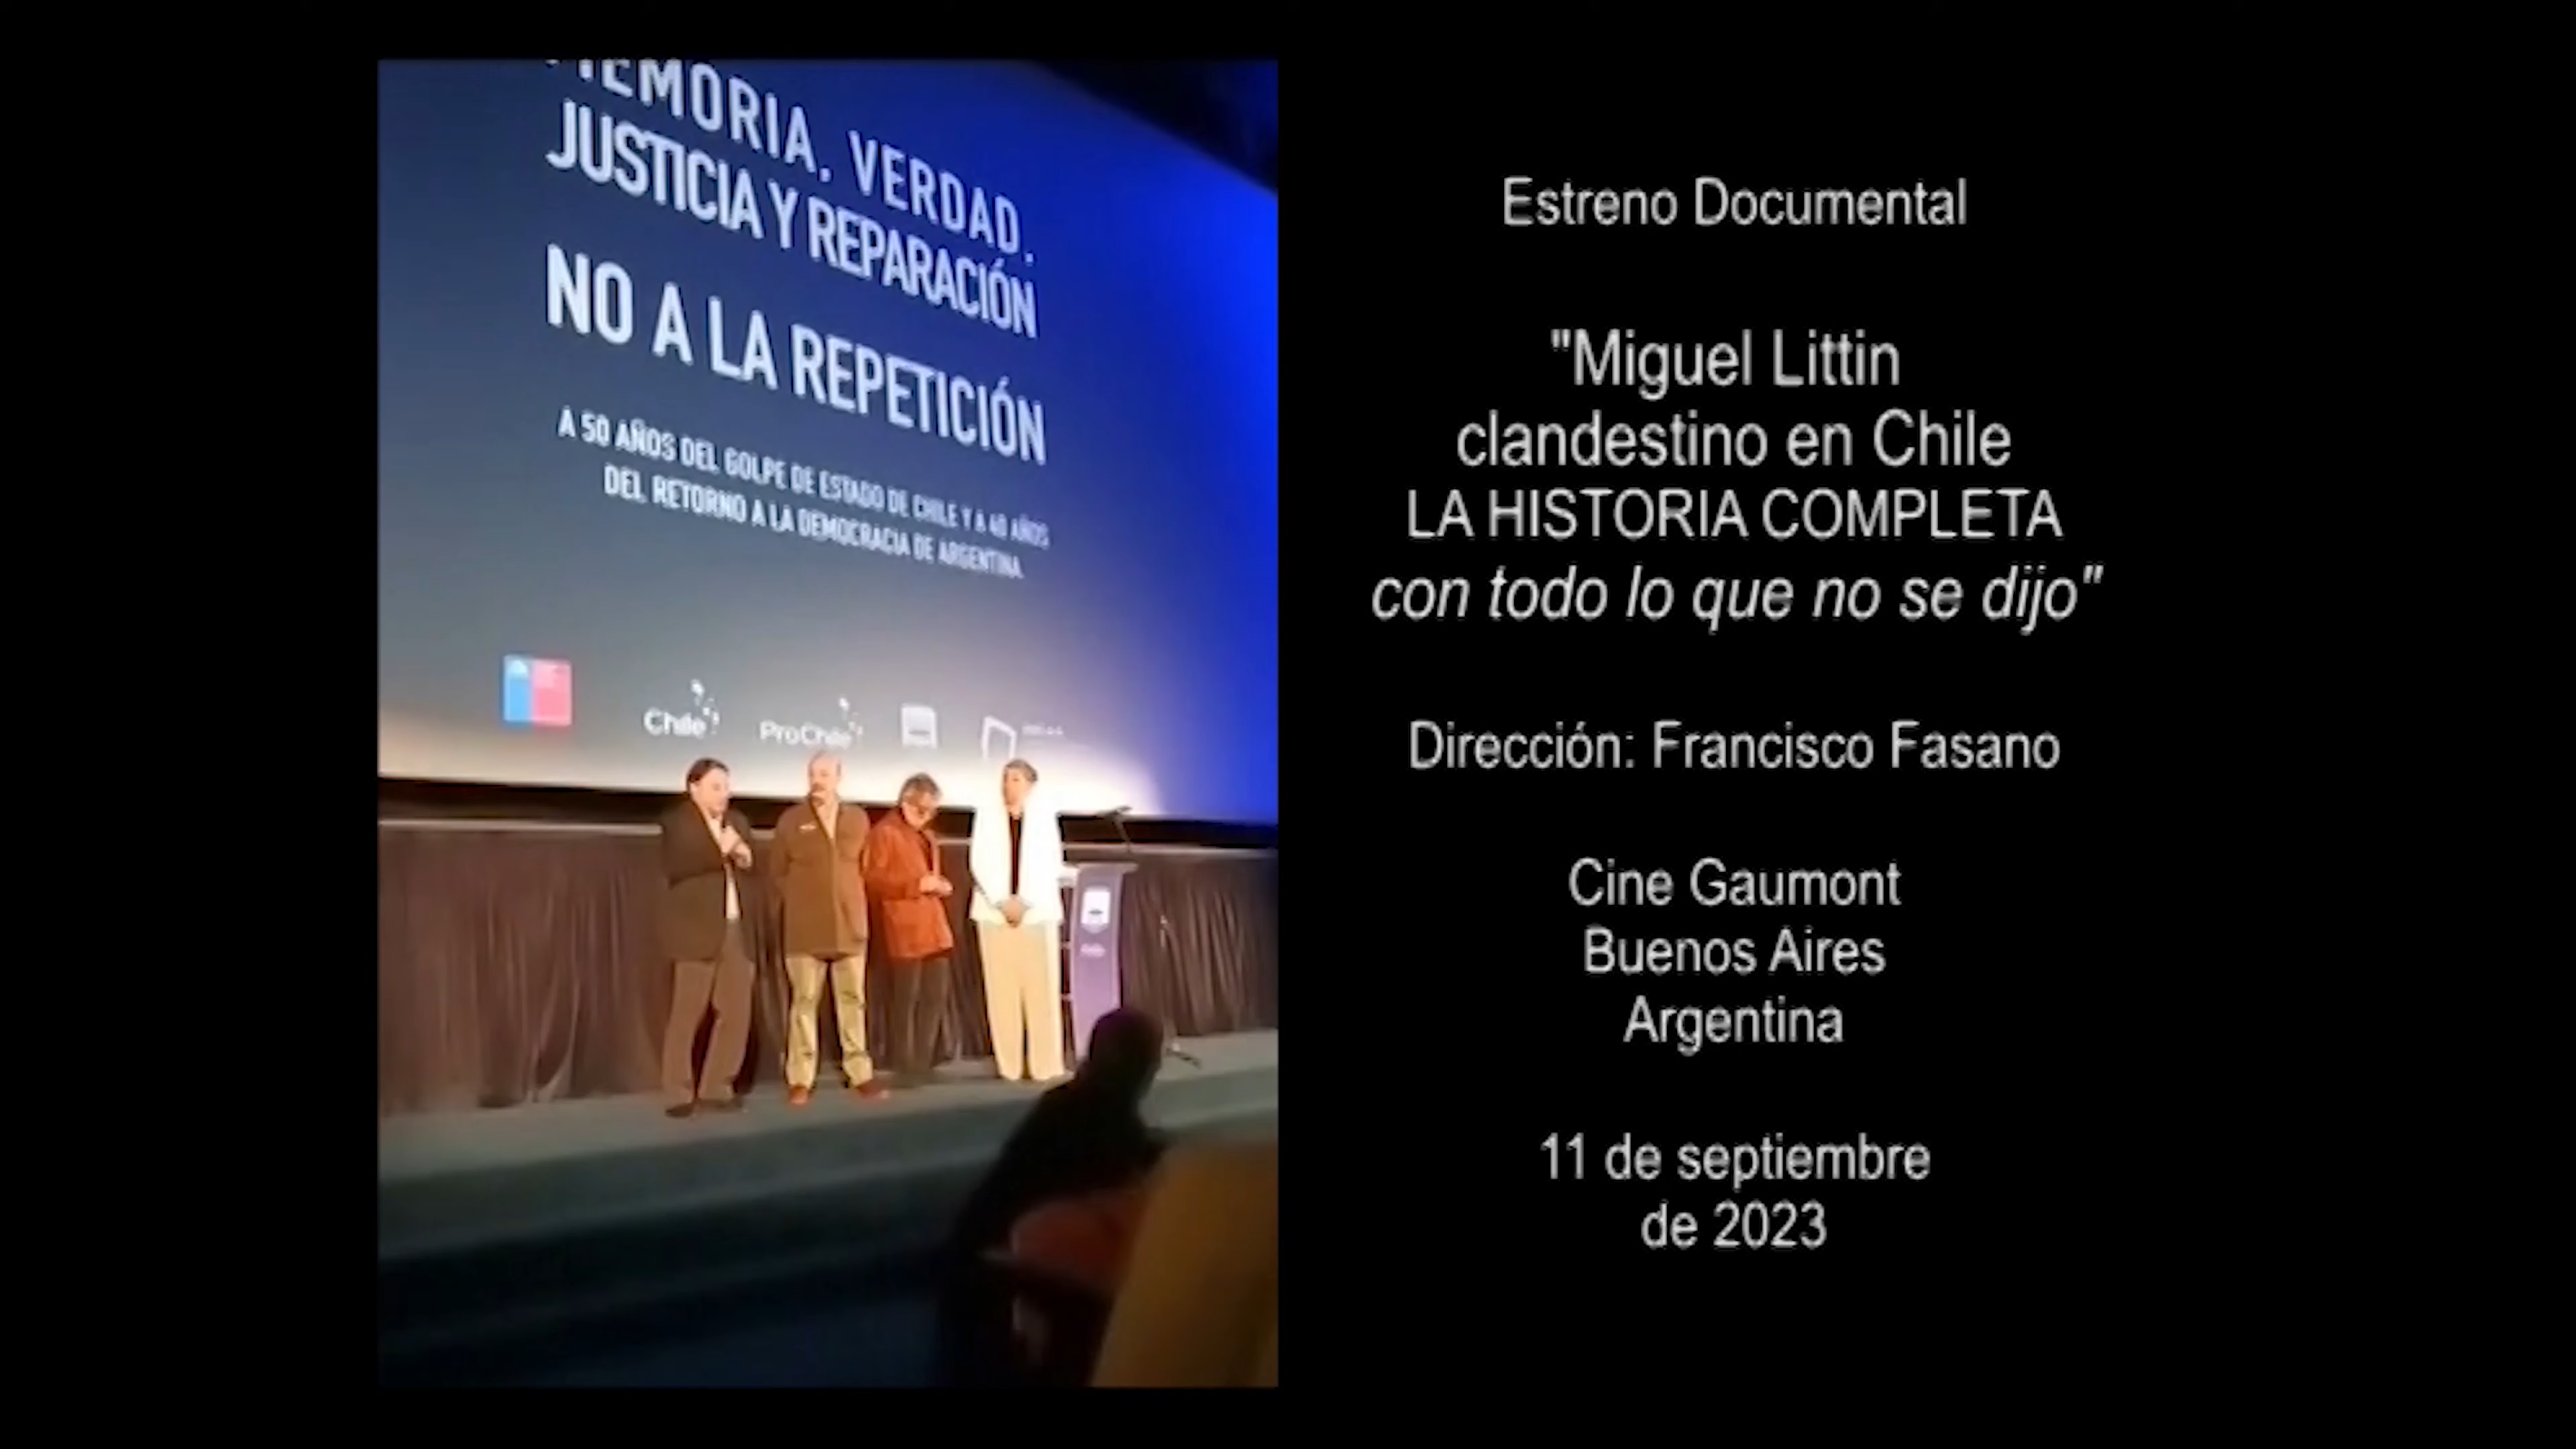 MEMORIA, VERDAD,
JUSTICIA Y REPARACIÓN
NO A LA REPETICIÓN
A 50 AÑOS DEL GOLPE DE ESTADO DE CHILE Y A 40 AÑOS
DEL RETORNO A LA DEMOCRACIA DE ARGENTINA
Chile
ProChile
Estreno Documental
"Miguel Littin
clandestino en Chile
LA HISTORIA COMPLETA
con todo lo que no se dijo"
Dirección: Francisco Fasano
Cine Gaumont
Buenos Aires
Argentina
11 de septiembre
de 2023